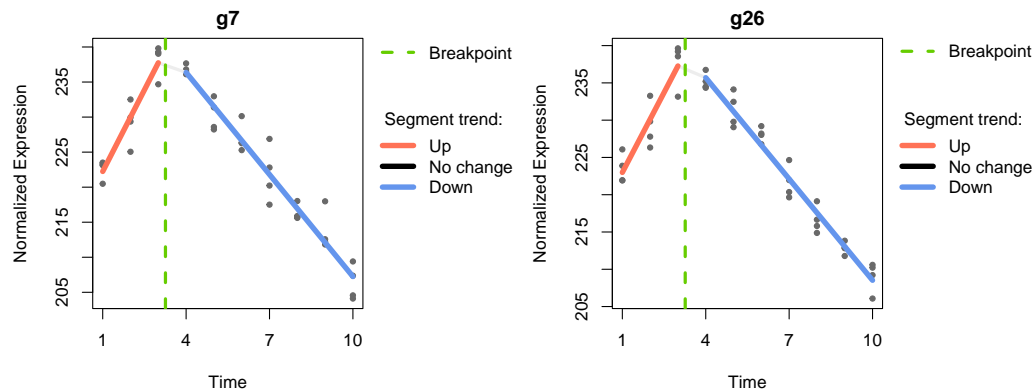 g7
Normalized Expression
205
215
225
235
1
4
7
10
Time
Breakpoint
Segment trend:
Up
No change
Down
g26
Normalized Expression
205
215
225
235
1
4
7
10
Time
Breakpoint
Segment trend:
Up
No change
Down